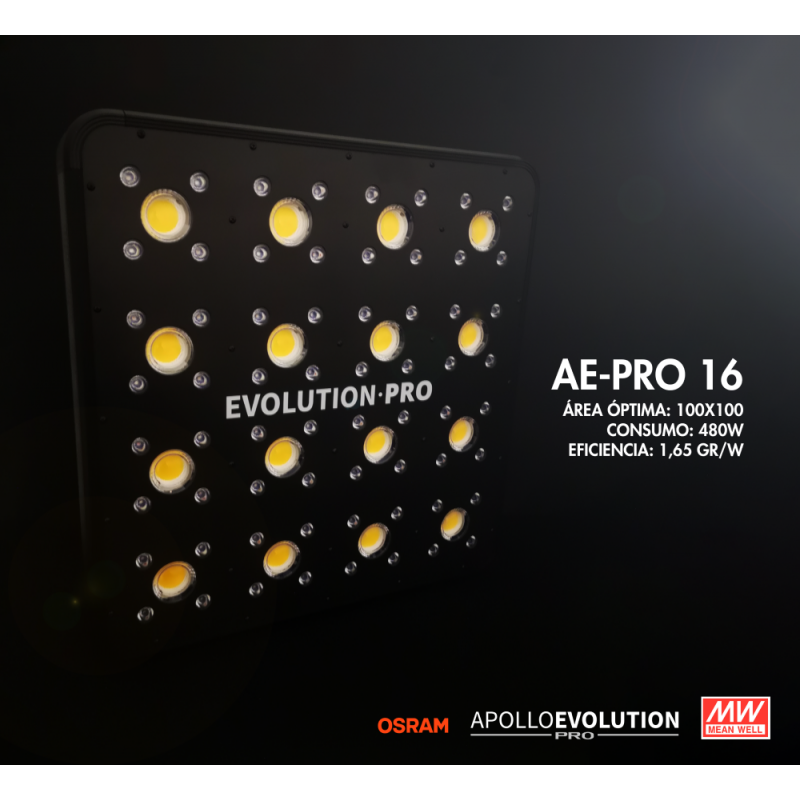 EVOLUTION·PRO
AE-PRO 16
ÁREA ÓPTIMA: 100X100
CONSUMO: 480W
EFICIENCIA: 1,65 GR/W
OSRAM
APOLLOEVOLUTION
PRO
MW
MEAN WELL